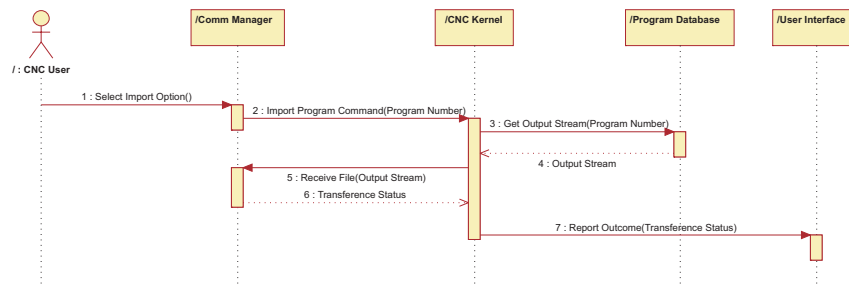 /Comm Manager
/CNC Kernel
/Program Database
/User Interface
/ : CNC User
1 : Select Import Option()
2 : Import Program Command(Program Number)
3 : Get Output Stream(Program Number)
4 : Output Stream
5 : Receive File(Output Stream)
6 : Transference Status
7 : Report Outcome(Transference Status)